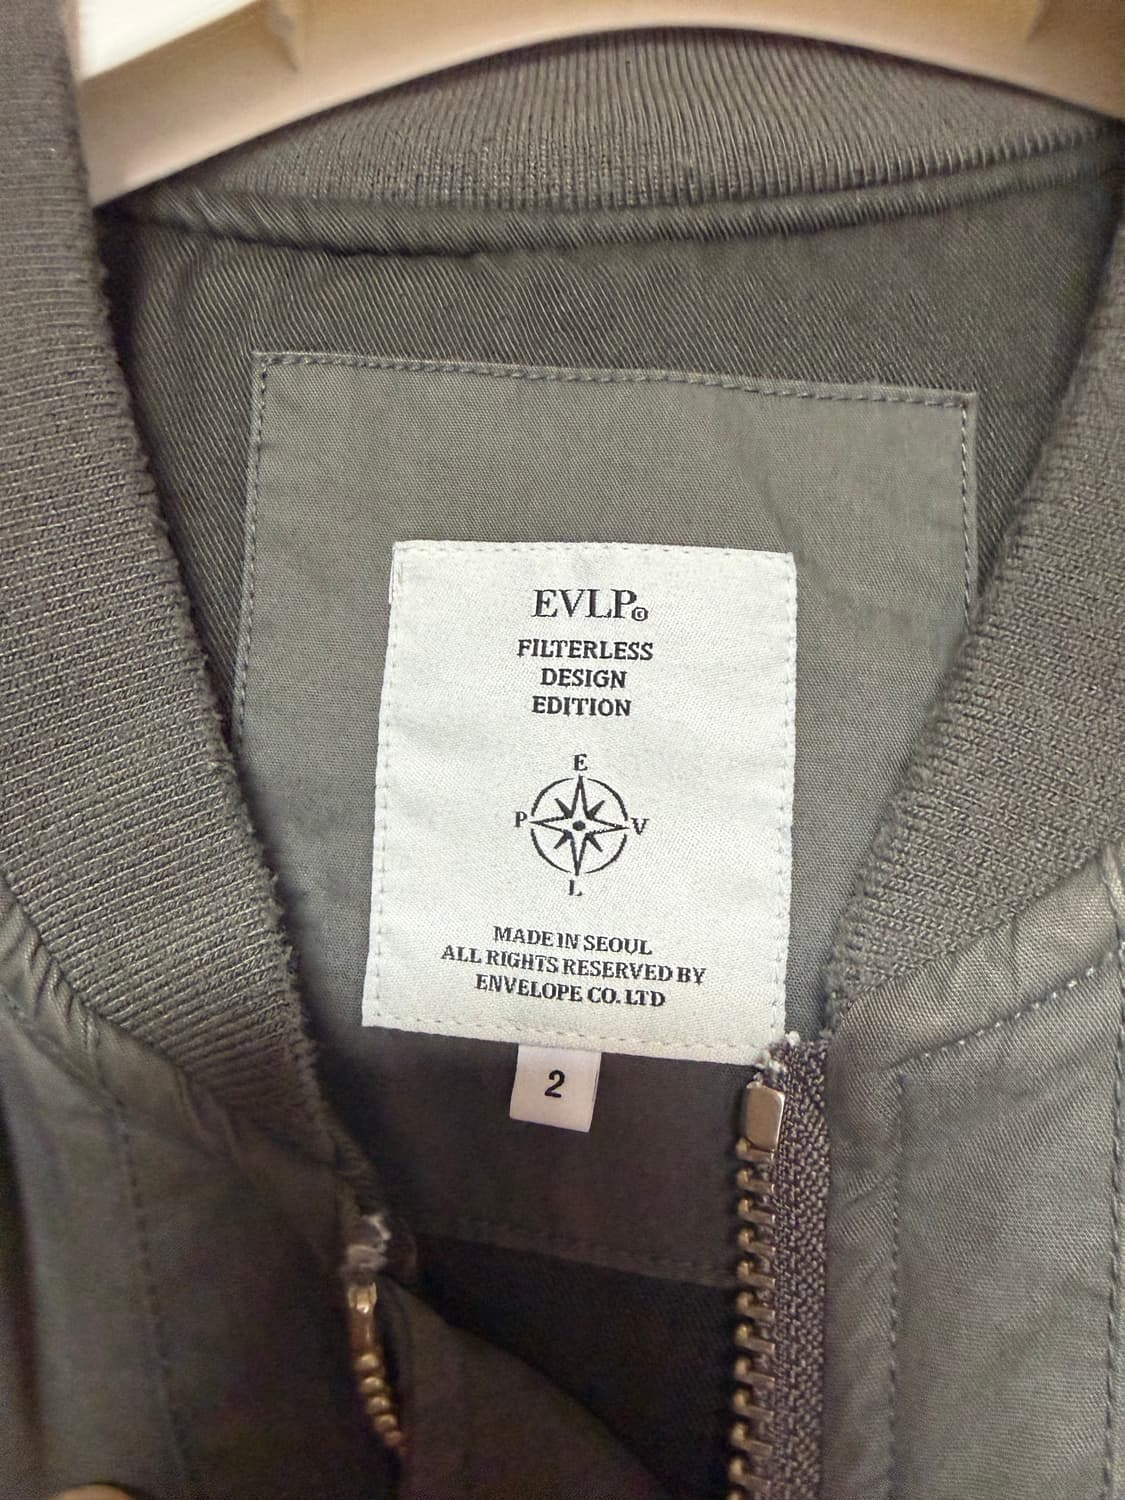 EVLP©
FILTERLESS
DESIGN
EDITION
E
P V
L
MADE IN SEOUL
ALL RIGHTS RESERVED BY
ENVELOPE CO. LTD
2